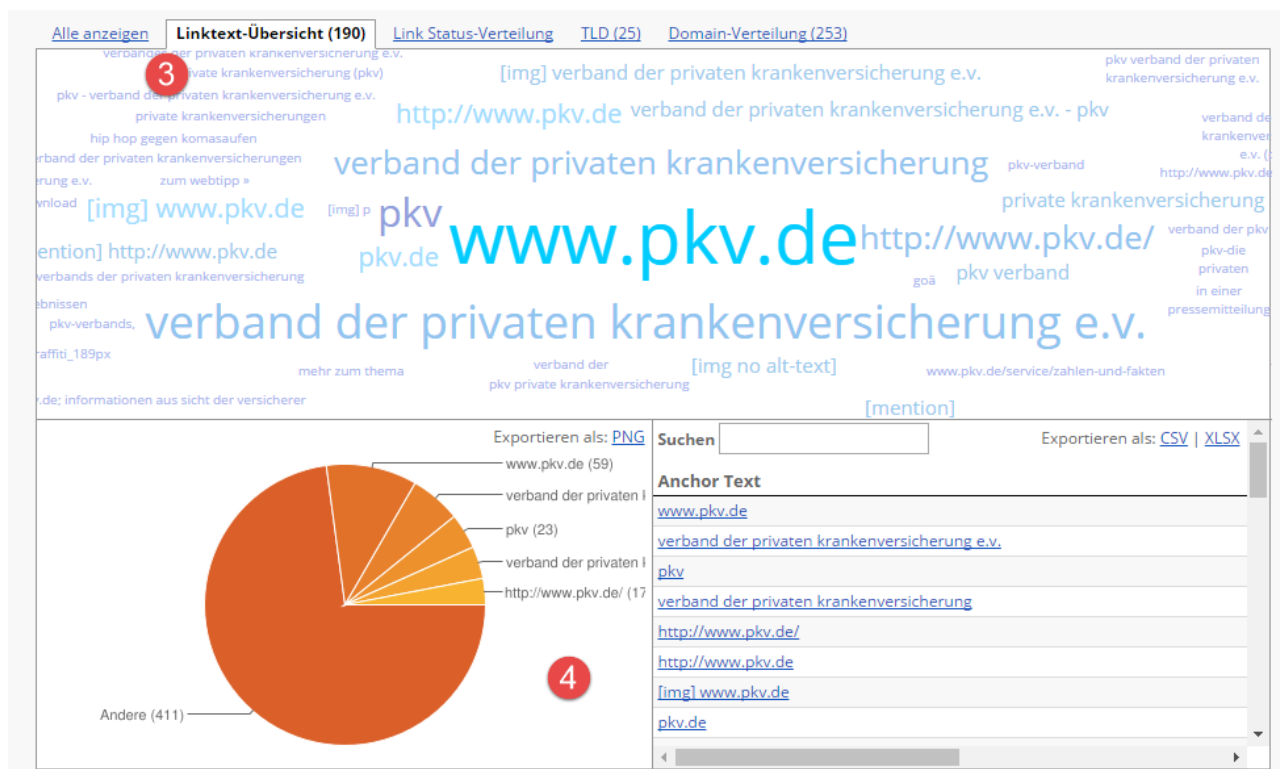 Alle anzeigen Linktext-Übersicht (190) Link Status-Verteilung TLD (25) Domain-Verteilung (253)
verbandes der privaten krankenversicherung e.v.
pkv verband der privaten
krankenversicherung e.v.
3
krankenversicherung (pkv)
[img] verband der privaten krankenversicherung e.v.
pkv - verband der privaten krankenversicherung e.v.
private krankenversicherungen
http://www.pkv.de
verband der privaten krankenversicherung e.v. - pkv
hip hop gegen komasaufen
der privaten krankenversicherungen
verband der privaten krankenversicherung
pkv-verband
e.v.
http://www.pkv.de
e.v.
zum webtipp »
[img] www.pkv.de
[img] p
pkv
private krankenversicherung
www.pkv.de
http://www.pkv.de/
verband der pkv
http://www.pkv.de
pkv.de
pkv-die
privaten
verbands der privaten krankenversicherung
goä
pkv verband
in einer
pressemitteilung
pkv-verbands,
verband der privaten krankenversicherung e.v.
mehr zum thema
verband der
pkv private krankenversicherung
[img no alt-text]
www.pkv.de/service/zahlen-und-fakten
informationen aus sicht der versicherer
[mention]
Exportieren als: PNG
www.pkv.de (59)
verband der privaten
pkv (23)
verband der privaten
http://www.pkv.de/ (17
4
Andere (411)
Suchen Exportieren als: CSV | XLSX
Anchor Text
www.pkv.de
verband der privaten krankenversicherung e.v.
pkv
verband der privaten krankenversicherung
http://www.pkv.de/
http://www.pkv.de
[img] www.pkv.de
pkv.de